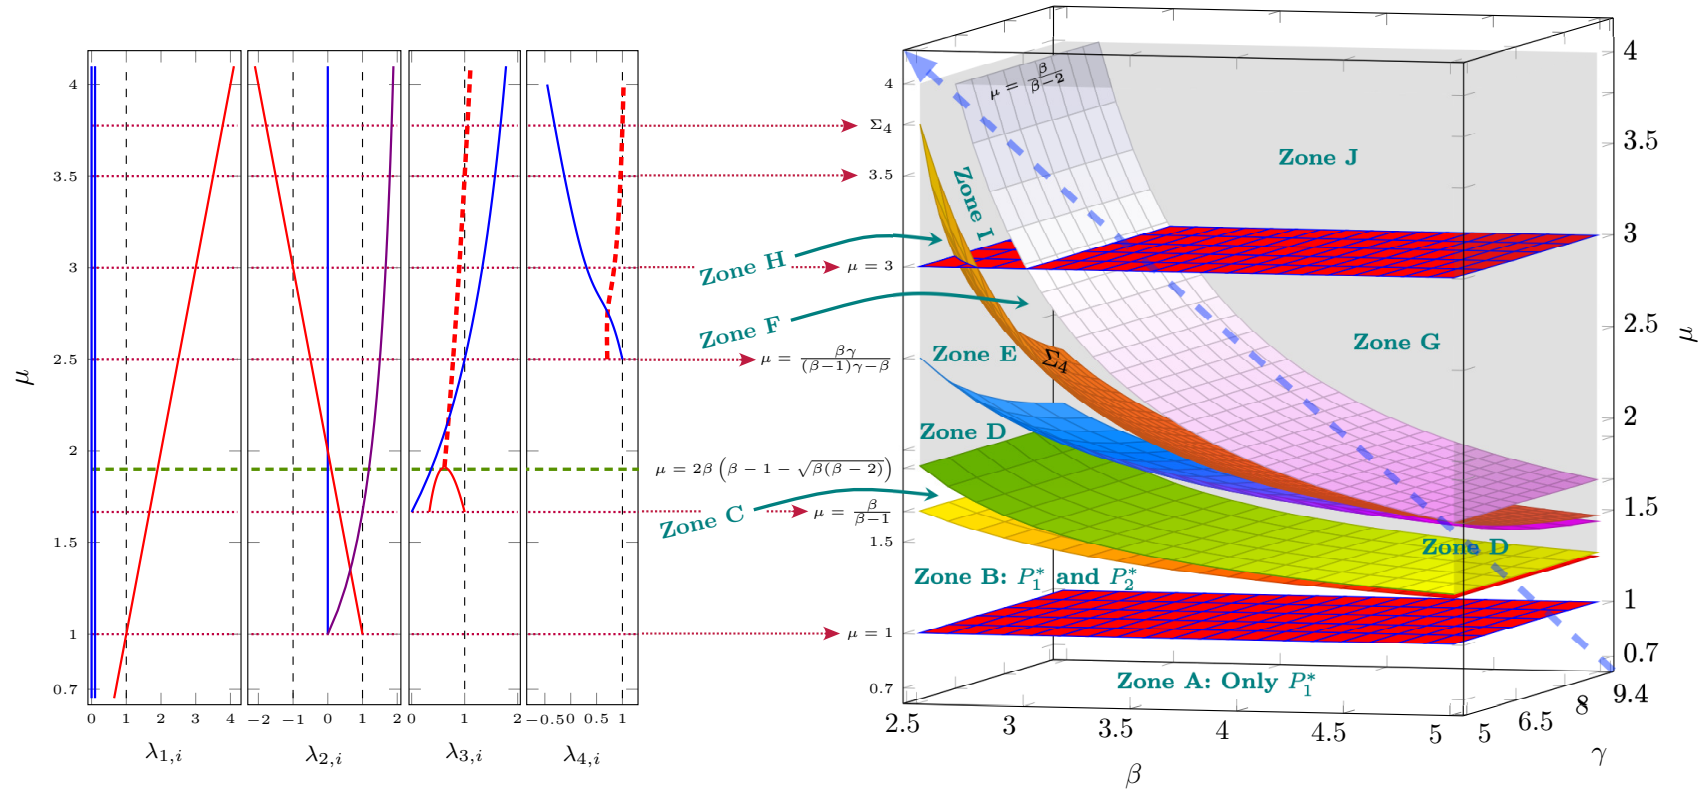 μ
4
3.5
3
2.5
2
1.5
1
0.7
0 1 2 3 4
−2 −1 0 1 2
0 1 2
−0.5 0 0.5 1
λ1,i
λ2,i
λ3,i
λ4,i
4
Σ4
3.5
μ = 3
μ = βγ/((β−1)γ−β)
μ = 2β (β − 1 − √(β(β − 2)))
μ = β/(β−1)
1.5
μ = 1
0.7
Zone H
Zone F
Zone C
μ = β/(β−2)
Zone I
Zone J
Zone E
Σ4
Zone G
Zone D
Zone D
Zone B: P1* and P2*
Zone A: Only P1*
2.5 3 3.5 4 4.5 5
β
5 6.5 8 9.4
γ
4
3.5
3
2.5
2
1.5
1
0.7
μ